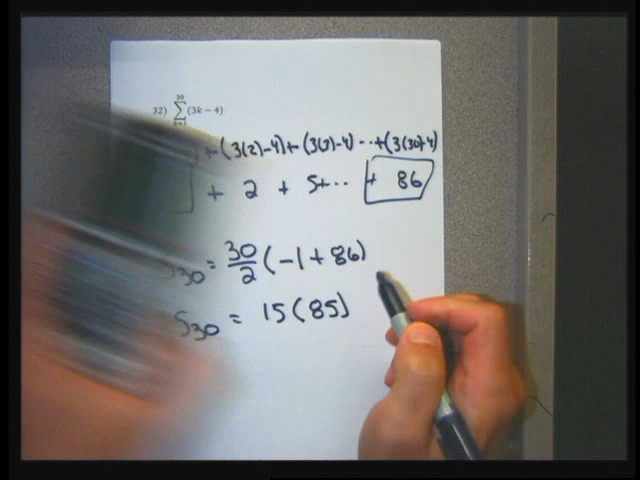 32) 30 ∑ k=1 (3k − 4)
+ (3(2)-4) + (3(3)-4) ... + (3(30)-4)
+ 2 + 5 + ... + 86
S30 = 30/2 (-1 + 86)
S30 = 15(85)